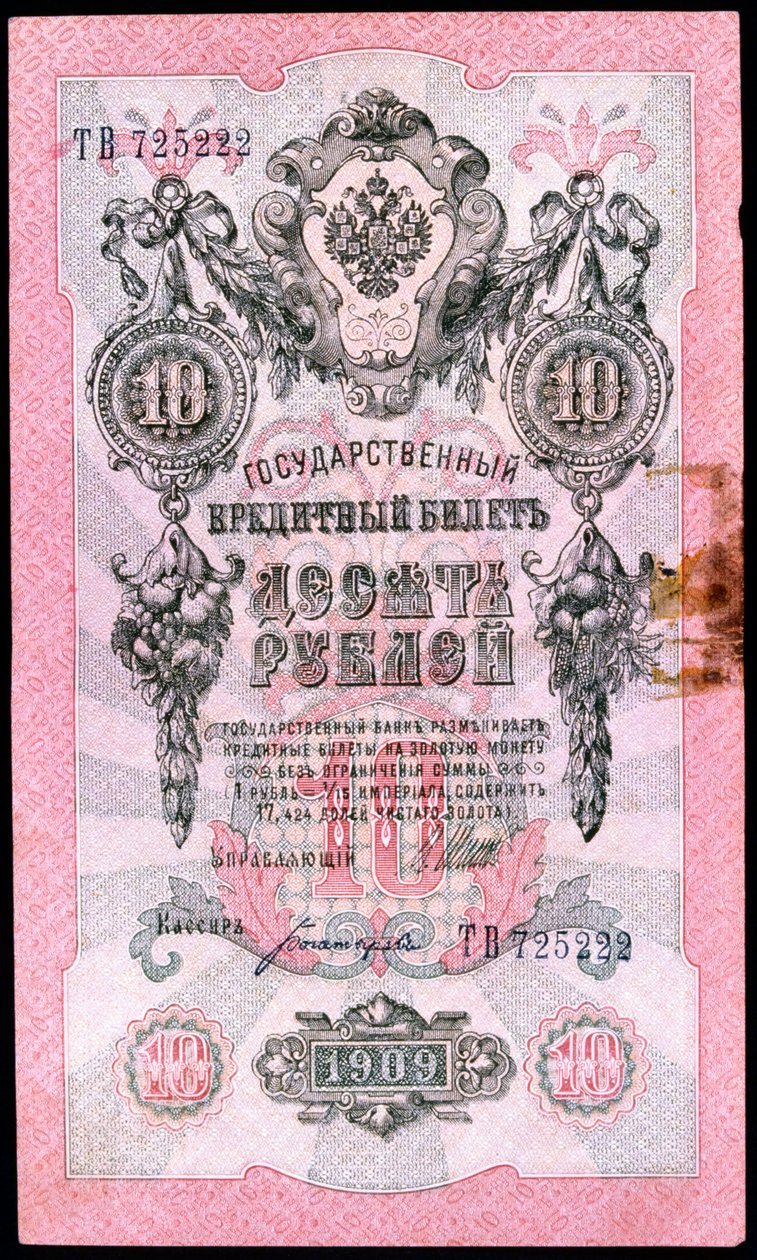 ТВ 725222
10 10
ГОСУДАРСТВЕННЫЙ
КРЕДИТНЫЙ БИЛЕТЪ
ДЕСЯТЬ
РУБЛЕЙ
ГОСУДАРСТВЕННЫЙ БАНКЪ РАЗМѢНИВАЕТЪ
КРЕДИТНЫЕ БИЛЕТЫ НА ЗОЛОТУЮ МОНЕТУ
БЕЗЪ ОГРАНИЧЕНІЯ СУММЫ
(1 РУБЛЬ = 1/15 ИМПЕРІАЛА, СОДЕРЖИТЪ
17,424 ДОЛЕЙ ЧИСТАГО ЗОЛОТА).
10
Управляющій
Кассиръ Богатыревъ ТВ 725222
10 1909 10